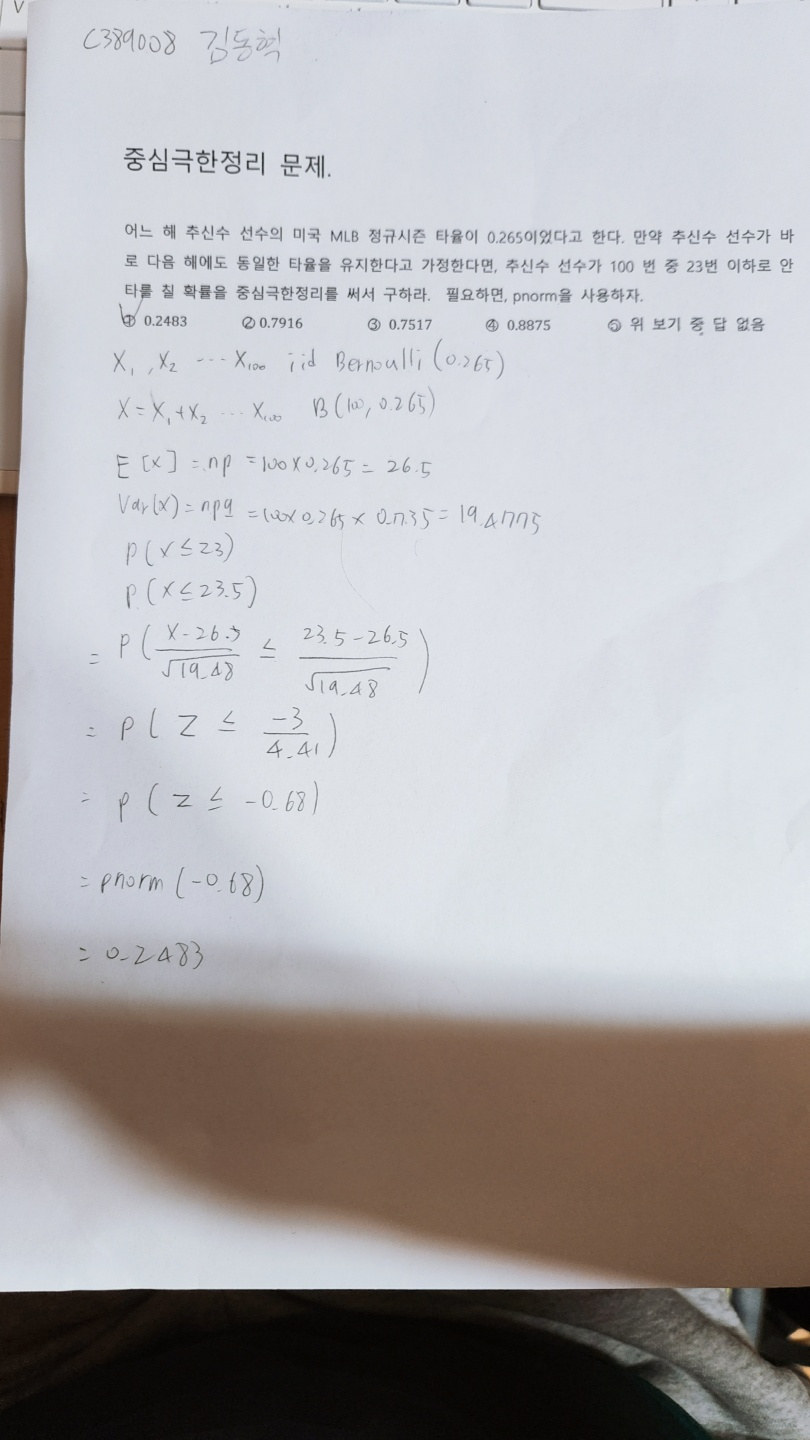 C389008 김동혁
중심극한정리 문제.
어느 해 추신수 선수의 미국 MLB 정규시즌 타율이 0.265이었다고 한다. 만약 추신수 선수가 바
로 다음 해에도 동일한 타율을 유지한다고 가정한다면, 추신수 선수가 100 번 중 23번 이하로 안
타를 칠 확률을 중심극한정리를 써서 구하라. 필요하면, pnorm을 사용하자.
① 0.2483 ② 0.7916 ③ 0.7517 ④ 0.8875 ⑤ 위 보기 중 답 없음
X₁, X₂ ⋯ X₁₀₀ iid Bernoulli(0.265)
X = X₁ + X₂ ⋯ X₁₀₀ B(100, 0.265)
E[X] = np = 100 × 0.265 = 26.5
Var(X) = npq = 100 × 0.265 × 0.735 = 19.4775
P(X ≤ 23)
P(X ≤ 23.5)
= P((X - 26.5)/√19.48 ≤ (23.5 - 26.5)/√19.48)
= P(Z ≤ -3/4.41)
= P(Z ≤ -0.68)
= pnorm(-0.68)
= 0.2483